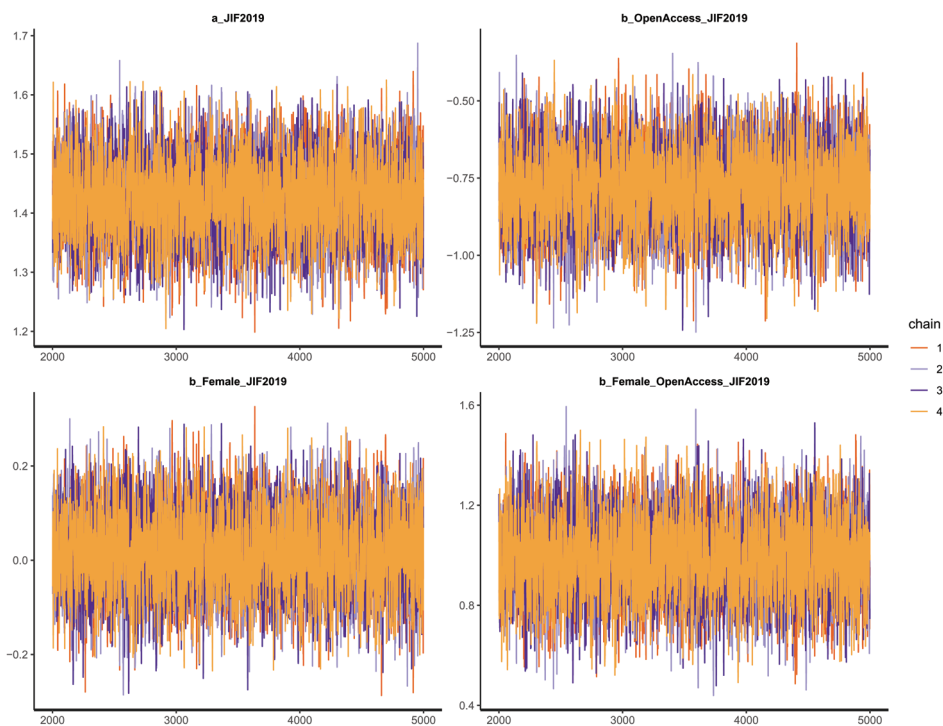 a_JIF2019
1.7
1.6
1.5
1.4
1.3
1.2
2000 3000 4000 5000
b_OpenAccess_JIF2019
−0.50
−0.75
−1.00
−1.25
2000 3000 4000 5000
b_Female_JIF2019
0.2
0.0
−0.2
2000 3000 4000 5000
b_Female_OpenAccess_JIF2019
1.6
1.2
0.8
0.4
2000 3000 4000 5000
chain
1
2
3
4